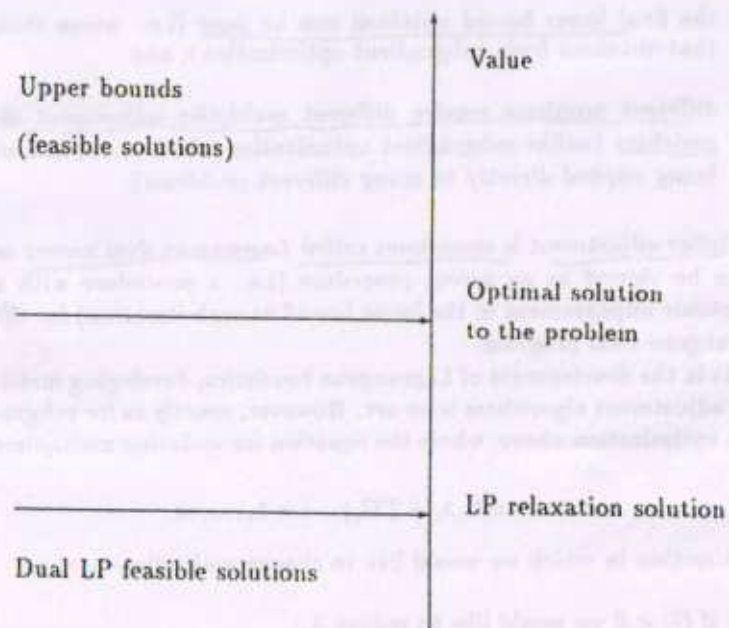 Value
Upper bounds
(feasible solutions)
Optimal solution
to the problem
LP relaxation solution
Dual LP feasible solutions